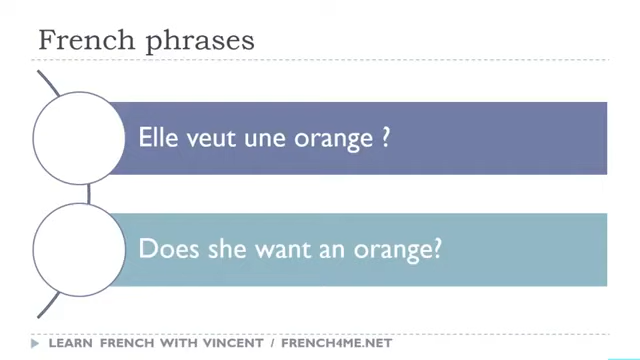 French phrases
Elle veut une orange ?
Does she want an orange?
LEARN FRENCH WITH VINCENT / FRENCH4ME.NET